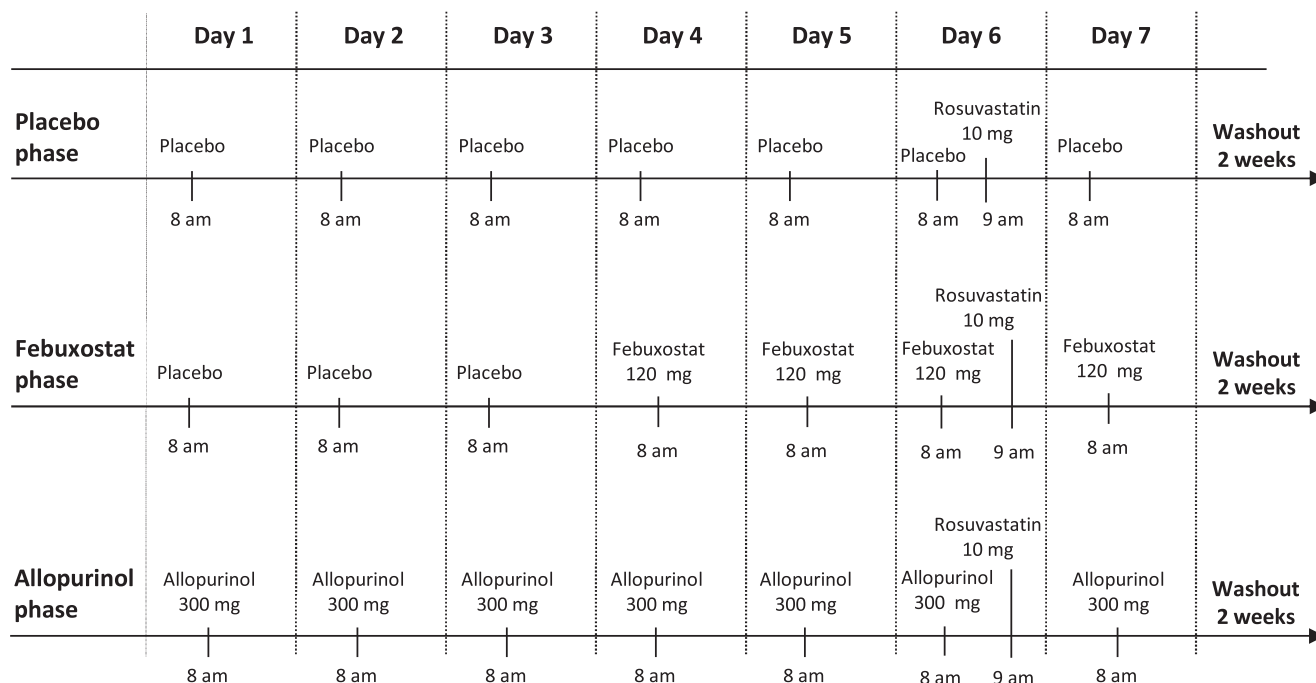 Day 1 Day 2 Day 3 Day 4 Day 5 Day 6 Day 7
Placebo
phase
Rosuvastatin
10 mg
Placebo Placebo Placebo Placebo Placebo Placebo Placebo
Washout
2 weeks
8 am 8 am 8 am 8 am 8 am 8 am 9 am 8 am
Febuxostat
phase
Rosuvastatin
10 mg
Placebo Placebo Placebo
Febuxostat Febuxostat Febuxostat Febuxostat
120 mg 120 mg 120 mg 120 mg
Washout
2 weeks
8 am 8 am 8 am 8 am 8 am 8 am 9 am 8 am
Allopurinol
phase
Rosuvastatin
10 mg
Allopurinol Allopurinol Allopurinol Allopurinol Allopurinol Allopurinol Allopurinol
300 mg 300 mg 300 mg 300 mg 300 mg 300 mg 300 mg
Washout
2 weeks
8 am 8 am 8 am 8 am 8 am 8 am 9 am 8 am